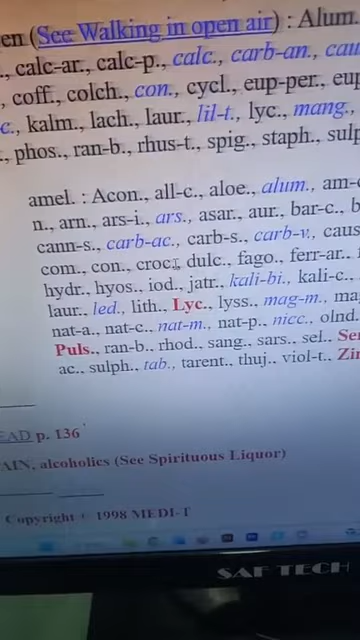 en (See Walking in open air) : Alum.
., calc-ar., calc-p., calc., carb-an., cau
., coff., colch., con., cycl., eup-per., eup
c., kalm., lach., laur., lil-t., lyc., mang.,
., phos., ran-b., rhus-t., spig., staph., sulp
amel. : Acon., all-c., aloe., alum., am-c
n., arn., ars-i., ars., asar., aur., bar-c., b
cann-s., carb-ac., carb-s., carb-v., caus
com., con., croc., dulc., fago., ferr-ar., f
hydr., hyos., iod., jatr., kali-bi., kali-c.,
laur., led., lith., Lyc., lyss., mag-m., ma
nat-a., nat-c., nat-m., nat-p., nicc., olnd.
Puls., ran-b., rhod., sang., sars., sel., Sen
ac., sulph., tab., tarent., thuj., viol-t., Zin
EAD p. 136
AIN, alcoholics (See Spirituous Liquor)
Copyright © 1998 MEDI-T
SAF TECH